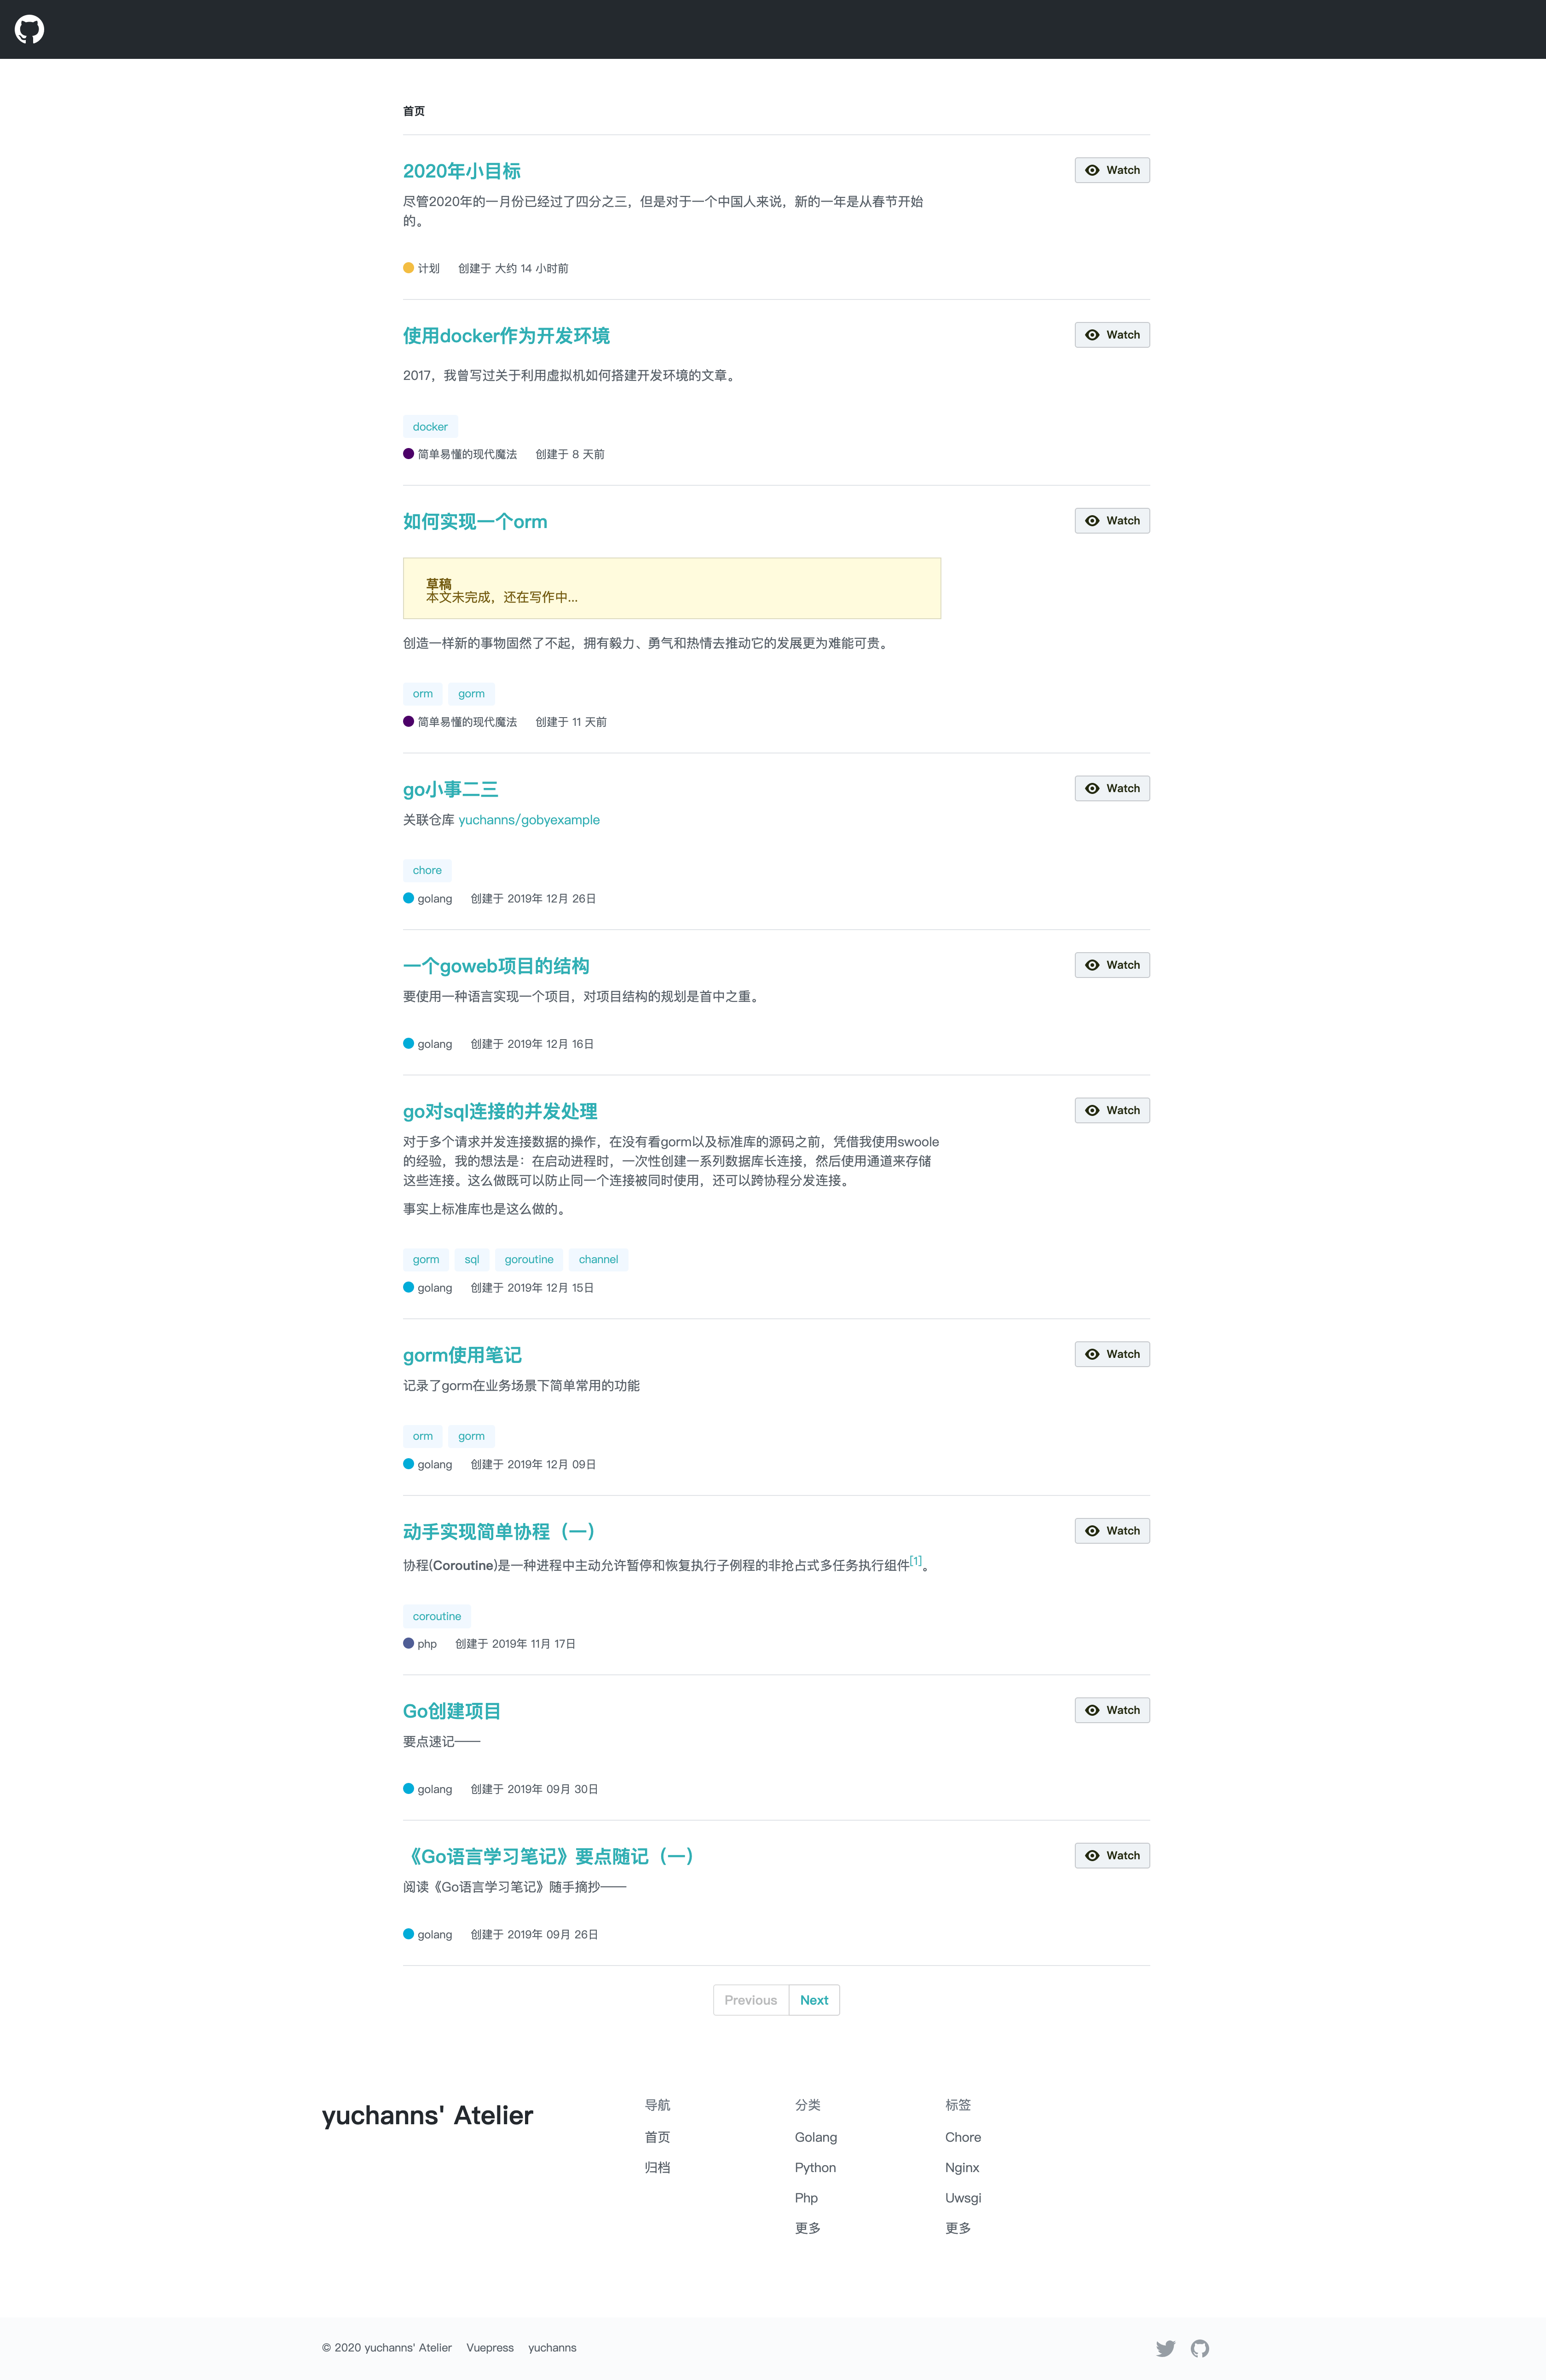 首页
2020年小目标
Watch
尽管2020年的一月份已经过了四分之三，但是对于一个中国人来说，新的一年是从春节开始
的。
计划 创建于 大约 14 小时前
使用docker作为开发环境
Watch
2017，我曾写过关于利用虚拟机如何搭建开发环境的文章。
docker
简单易懂的现代魔法 创建于 8 天前
如何实现一个orm
Watch
草稿
本文未完成，还在写作中...
创造一样新的事物固然了不起，拥有毅力、勇气和热情去推动它的发展更为难能可贵。
orm gorm
简单易懂的现代魔法 创建于 11 天前
go小事二三
Watch
关联仓库 yuchanns/gobyexample
chore
golang 创建于 2019年 12月 26日
一个goweb项目的结构
Watch
要使用一种语言实现一个项目，对项目结构的规划是首中之重。
golang 创建于 2019年 12月 16日
go对sql连接的并发处理
Watch
对于多个请求并发连接数据的操作，在没有看gorm以及标准库的源码之前，凭借我使用swoole
的经验，我的想法是：在启动进程时，一次性创建一系列数据库长连接，然后使用通道来存储
这些连接。这么做既可以防止同一个连接被同时使用，还可以跨协程分发连接。
事实上标准库也是这么做的。
gorm sql goroutine channel
golang 创建于 2019年 12月 15日
gorm使用笔记
Watch
记录了gorm在业务场景下简单常用的功能
orm gorm
golang 创建于 2019年 12月 09日
动手实现简单协程（一）
Watch
协程(Coroutine)是一种进程中主动允许暂停和恢复执行子例程的非抢占式多任务执行组件[1]。
coroutine
php 创建于 2019年 11月 17日
Go创建项目
Watch
要点速记——
golang 创建于 2019年 09月 30日
《Go语言学习笔记》要点随记（一）
Watch
阅读《Go语言学习笔记》随手摘抄——
golang 创建于 2019年 09月 26日
Previous Next
yuchanns' Atelier
导航
首页
归档
分类
Golang
Python
Php
更多
标签
Chore
Nginx
Uwsgi
更多
© 2020 yuchanns' Atelier Vuepress yuchanns